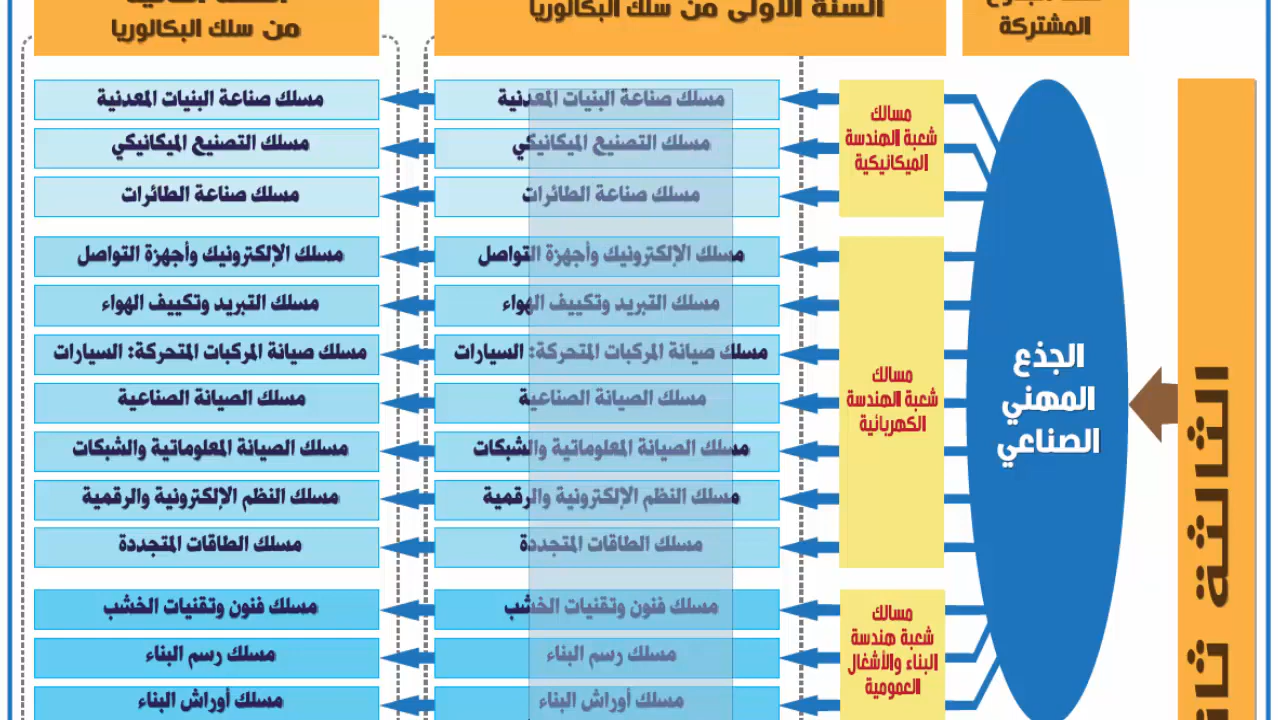 المشتركة
السنة الأولى من سلك البكالوريا
من سلك البكالوريا
الثالثة
الجذع
المهني
الصناعي
مسالك
شعبة الهندسة
الميكانيكية
مسلك صناعة البنيات المعدنية
مسلك صناعة البنيات المعدنية
مسلك التصنيع الميكانيكي
مسلك التصنيع الميكانيكي
مسلك صناعة الطائرات
مسلك صناعة الطائرات
مسالك
شعبة الهندسة
الكهربائية
مسلك الإلكترونيك وأجهزة التواصل
مسلك الإلكترونيك وأجهزة التواصل
مسلك التبريد وتكييف الهواء
مسلك التبريد وتكييف الهواء
مسلك صيانة المركبات المتحركة: السيارات
مسلك صيانة المركبات المتحركة: السيارات
مسلك الصيانة الصناعية
مسلك الصيانة الصناعية
مسلك الصيانة المعلوماتية والشبكات
مسلك الصيانة المعلوماتية والشبكات
مسلك النظم الإلكترونية والرقمية
مسلك النظم الإلكترونية والرقمية
مسلك الطاقات المتجددة
مسلك الطاقات المتجددة
مسالك
شعبة هندسة
البناء والأشغال
العمومية
مسلك فنون وتقنيات الخشب
مسلك فنون وتقنيات الخشب
مسلك رسم البناء
مسلك رسم البناء
مسلك أوراش البناء
مسلك أوراش البناء